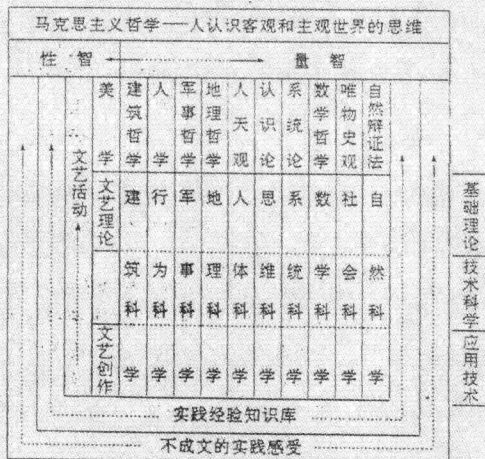 马克思主义哲学——人认识客观和主观世界的思维
性智
量智
文艺活动
美学
文艺理论
文艺创作
建筑哲学
建筑科学
人学
行为科学
军事哲学
军事科学
地理哲学
地理科学
人天观
人体科学
认识论
思维科学
系统论
系统科学
数学哲学
数学科学
唯物史观
社会科学
自然辩证法
自然科学
实践经验知识库
不成文的实践感受
基础理论
技术科学
应用技术